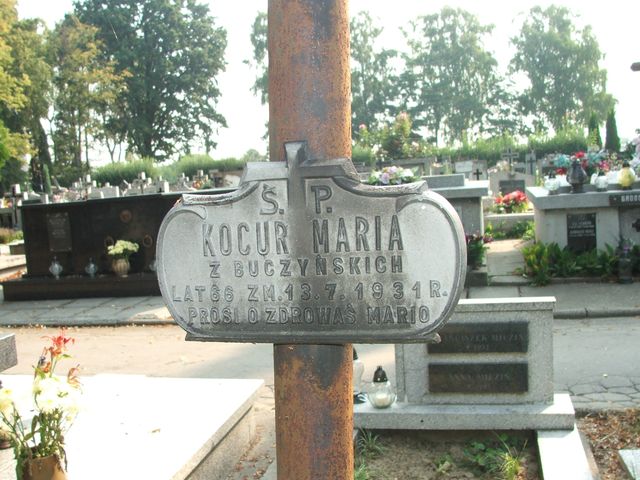 Ś. P.
KOCUR MARIA
Z BUCZYŃSKICH
LAT 66 ZM. 13. 7. 1931 R.
PROSI O ZDROWAŚ MARIO